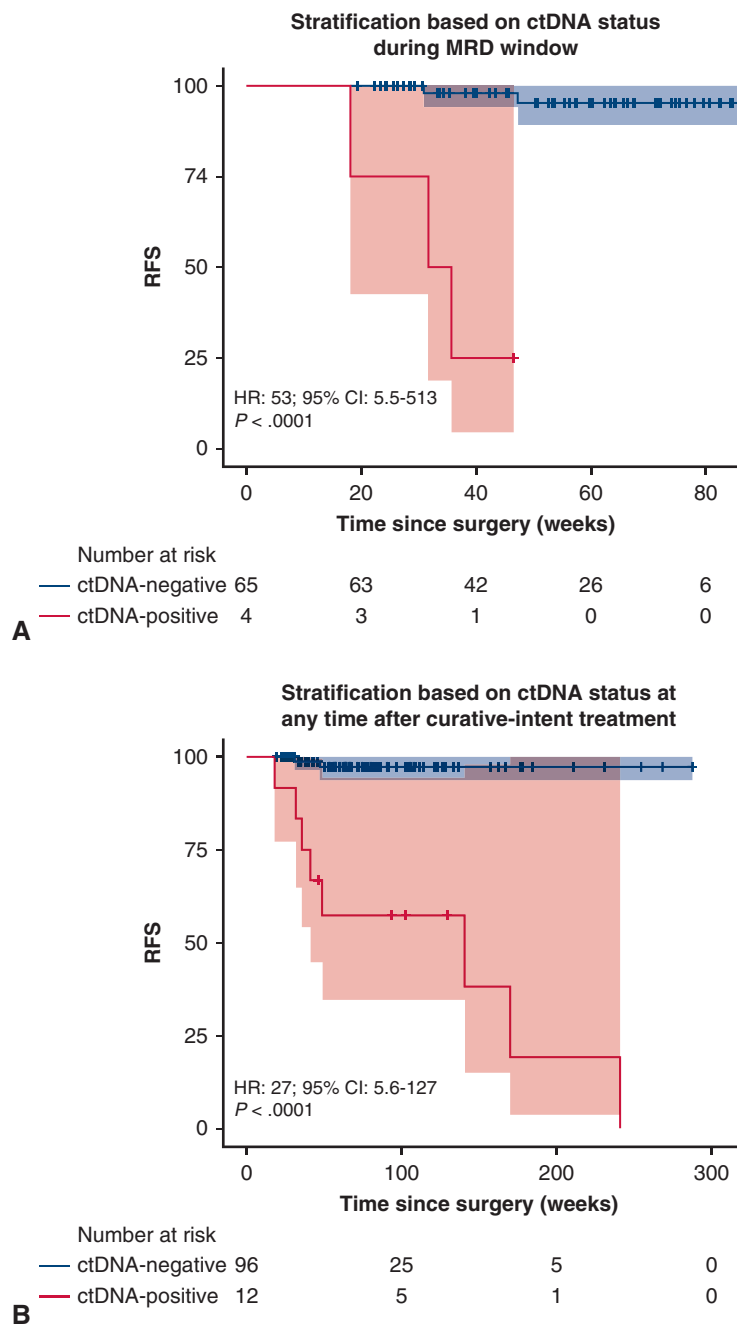 Stratification based on ctDNA status
during MRD window
100
74
50
25
0
RFS
HR: 53; 95% CI: 5.5-513
P < .0001
0 20 40 60 80
Time since surgery (weeks)
Number at risk
ctDNA-negative 65 63 42 26 6
ctDNA-positive 4 3 1 0 0
A
Stratification based on ctDNA status at
any time after curative-intent treatment
100
75
50
25
0
RFS
HR: 27; 95% CI: 5.6-127
P < .0001
0 100 200 300
Time since surgery (weeks)
Number at risk
ctDNA-negative 96 25 5 0
ctDNA-positive 12 5 1 0
B